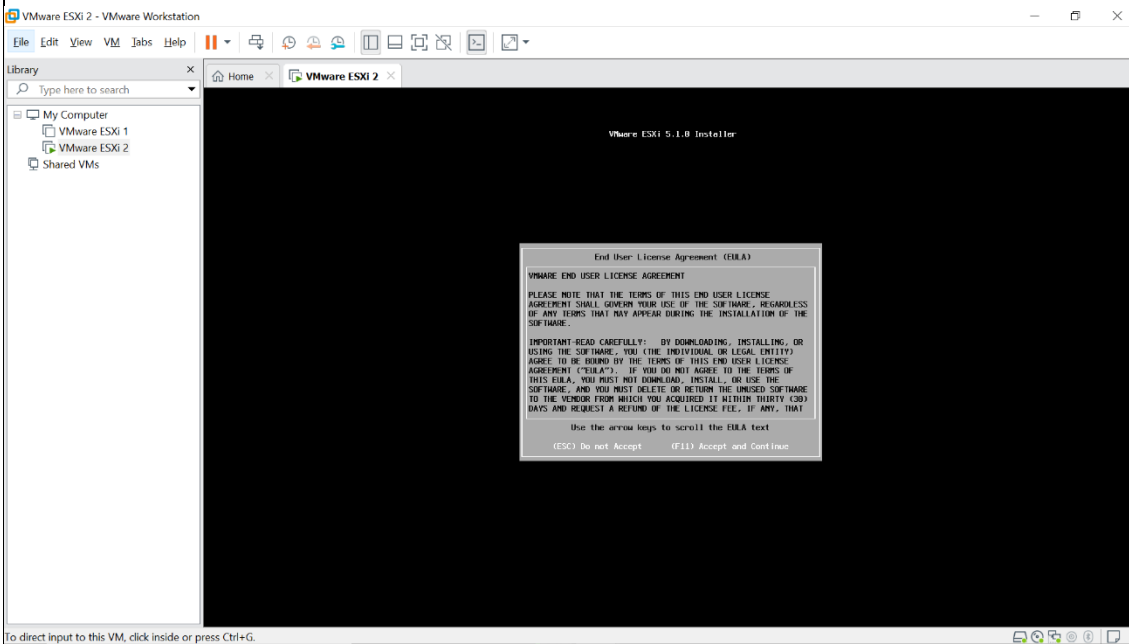 VMware ESXi 2 - VMware Workstation
File Edit View VM Tabs Help
Library
Type here to search
My Computer
VMware ESXi 1
VMware ESXi 2
Shared VMs
Home
VMware ESXi 2
VMware ESXi 5.1.0 Installer
End User License Agreement (EULA)
VMWARE END USER LICENSE AGREEMENT
PLEASE NOTE THAT THE TERMS OF THIS END USER LICENSE
AGREEMENT SHALL GOVERN YOUR USE OF THE SOFTWARE, REGARDLESS
OF ANY TERMS THAT MAY APPEAR DURING THE INSTALLATION OF THE
SOFTWARE.
IMPORTANT-READ CAREFULLY: BY DOWNLOADING, INSTALLING, OR
USING THE SOFTWARE, YOU (THE INDIVIDUAL OR LEGAL ENTITY)
AGREE TO BE BOUND BY THE TERMS OF THIS END USER LICENSE
AGREEMENT ("EULA"). IF YOU DO NOT AGREE TO THE TERMS OF
THIS EULA, YOU MUST NOT DOWNLOAD, INSTALL, OR USE THE
SOFTWARE, AND YOU MUST DELETE OR RETURN THE UNUSED SOFTWARE
TO THE VENDOR FROM WHICH YOU ACQUIRED IT WITHIN THIRTY (30)
DAYS AND REQUEST A REFUND OF THE LICENSE FEE, IF ANY, THAT
Use the arrow keys to scroll the EULA text
(ESC) Do not Accept (F11) Accept and Continue
To direct input to this VM, click inside or press Ctrl+G.